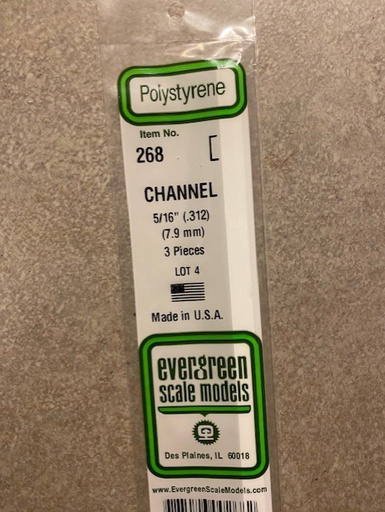 Polystyrene
Item No.
268
CHANNEL
5/16" (.312)
(7.9 mm)
3 Pieces
LOT 4
Made in U.S.A.
evergreen
scale models
Des Plaines, IL 60018
www.EvergreenScaleModels.com